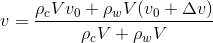 v = \frac{\rho_c V v_0 + \rho_w V (v_0 + \Delta v)}{\rho_c V + \rho_w V}